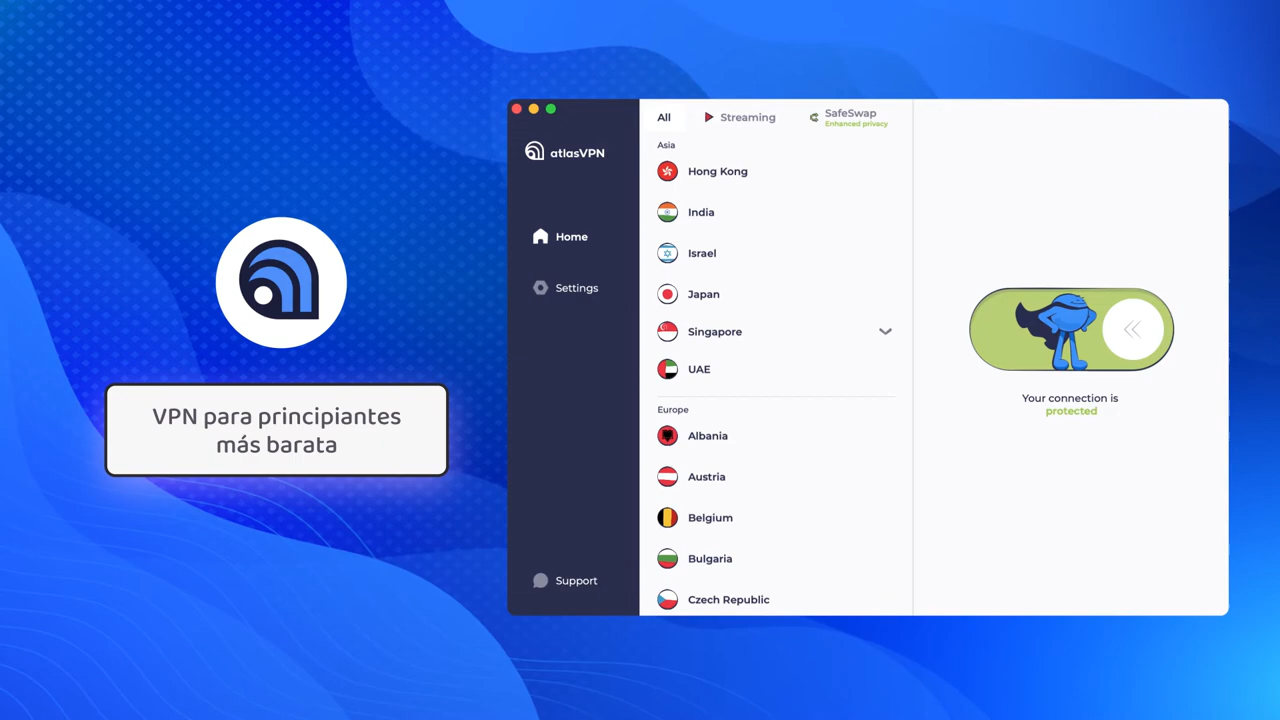 VPN para principiantes
más barata
atlasVPN
Home
Settings
Support
All
Streaming
SafeSwap
Enhanced privacy
Asia
Hong Kong
India
Israel
Japan
Singapore
UAE
Europe
Albania
Austria
Belgium
Bulgaria
Czech Republic
Your connection is
protected